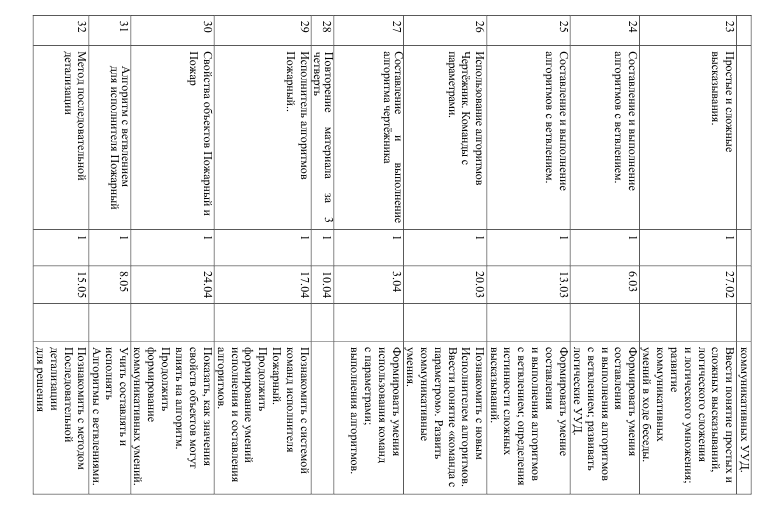 коммуникативных УУД.
23
Простые и сложные
высказывания.
1
27.02
Ввести понятие простых и
сложных высказываний,
логического сложения
и логического умножения;
развитие
коммуникативных
умений в ходе беседы.
24
Составление и выполнение
алгоритмов с ветвлением.
1
6.03
Формировать умения
составления
и выполнения алгоритмов
с ветвлением; развивать
логические УУД.
25
Составление и выполнение
алгоритмов с ветвлением.
1
13.03
Формировать умение
составления
и выполнения алгоритмов
с ветвлением; определения
истинности сложных
высказываний.
26
Использование алгоритмов
Чертёжник. Команды с
параметрами.
1
20.03
Познакомить с новым
Исполнителем алгоритмов.
Ввести понятие «команда с
параметром». Развить
коммуникативные
умения.
27
Составление и выполнение
алгоритма чертёжника
1
3.04
Формировать умения
использования команд
с параметрами;
выполнения алгоритмов.
28
Повторение материала за 3
четверть
1
10.04
29
Исполнитель алгоритмов
Пожарный..
1
17.04
Познакомить с системой
команд исполнителя
Пожарный.
Продолжить
формирование умений
исполнения и составления
алгоритмов.
30
Свойства объектов Пожарный и
Пожар
1
24.04
Показать, как значения
свойств объектов могут
влиять на алгоритм.
Продолжить
формирование
коммуникативных умений.
31
Алгоритм с ветвлением
для исполнителя Пожарный
1
8.05
Учить составлять и
исполнять
Алгоритмы с ветвлениями.
32
Метод последовательной
детализации
1
15.05
Познакомить с методом
Последовательной
детализации
для решения